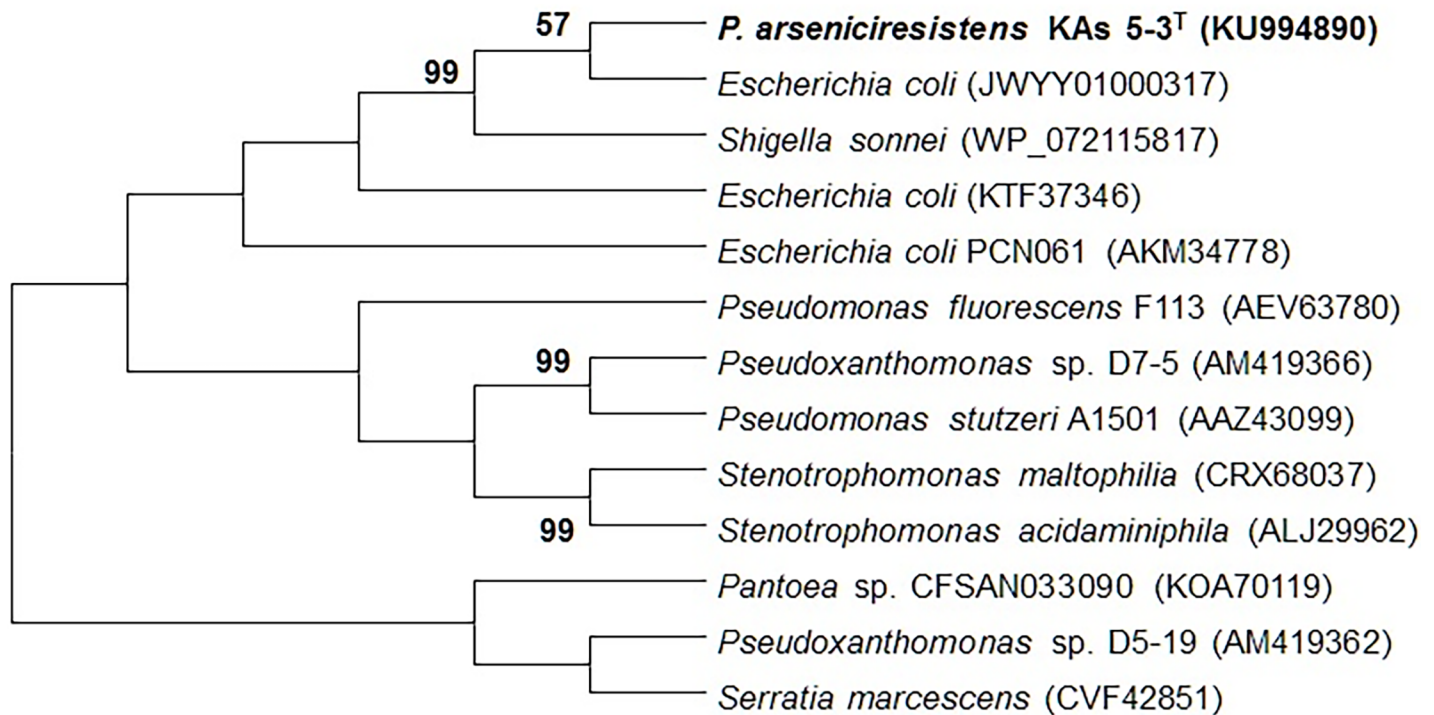 57 P. arseniciresistens KAs 5-3ᵀ (KU994890)
99
Escherichia coli (JWYY01000317)
Shigella sonnei (WP_072115817)
Escherichia coli (KTF37346)
Escherichia coli PCN061 (AKM34778)
Pseudomonas fluorescens F113 (AEV63780)
99 Pseudoxanthomonas sp. D7-5 (AM419366)
Pseudomonas stutzeri A1501 (AAZ43099)
Stenotrophomonas maltophilia (CRX68037)
99 Stenotrophomonas acidaminiphila (ALJ29962)
Pantoea sp. CFSAN033090 (KOA70119)
Pseudoxanthomonas sp. D5-19 (AM419362)
Serratia marcescens (CVF42851)